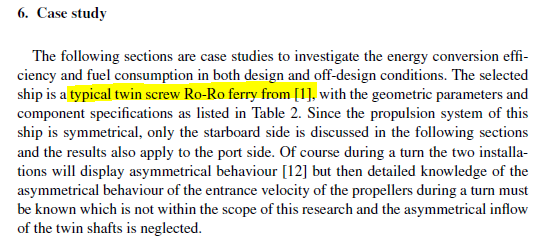 6. Case study
The following sections are case studies to investigate the energy conversion effi-
ciency and fuel consumption in both design and off-design conditions. The selected
ship is a typical twin screw Ro-Ro ferry from [1], with the geometric parameters and
component specifications as listed in Table 2. Since the propulsion system of this
ship is symmetrical, only the starboard side is discussed in the following sections
and the results also apply to the port side. Of course during a turn the two installa-
tions will display asymmetrical behaviour [12] but then detailed knowledge of the
asymmetrical behaviour of the entrance velocity of the propellers during a turn must
be known which is not within the scope of this research and the asymmetrical inflow
of the twin shafts is neglected.